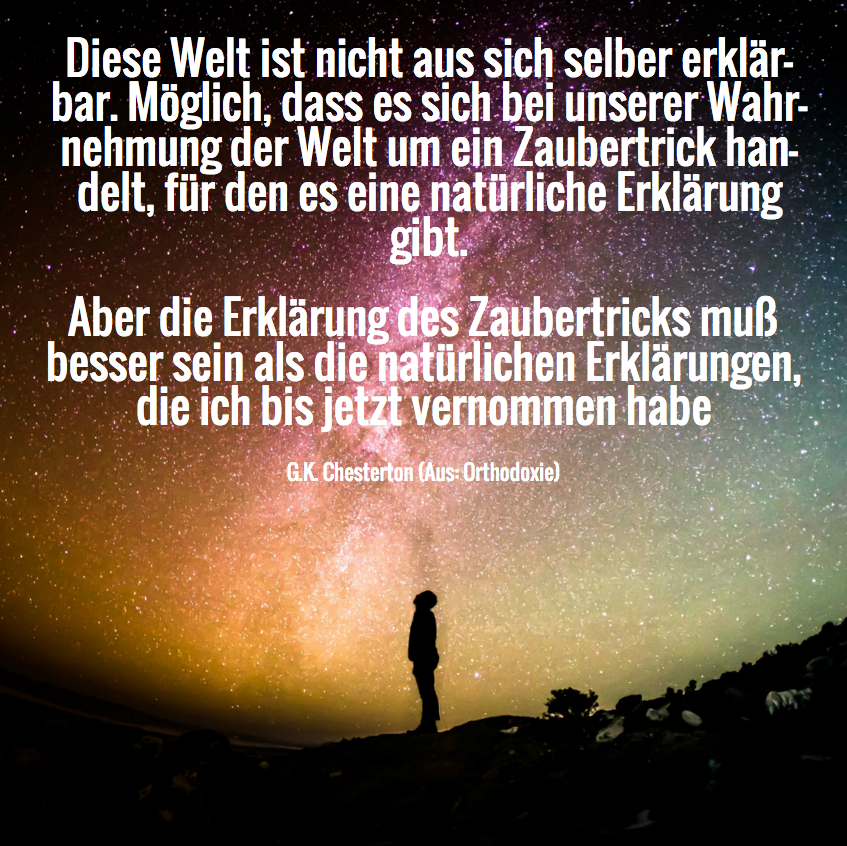 Diese Welt ist nicht aus sich selber erklär-
bar. Möglich, dass es sich bei unserer Wahr-
nehmung der Welt um ein Zaubertrick han-
delt, für den es eine natürliche Erklärung
gibt.
Aber die Erklärung des Zaubertricks muß
besser sein als die natürlichen Erklärungen,
die ich bis jetzt vernommen habe
G.K. Chesterton (Aus: Orthodoxie)